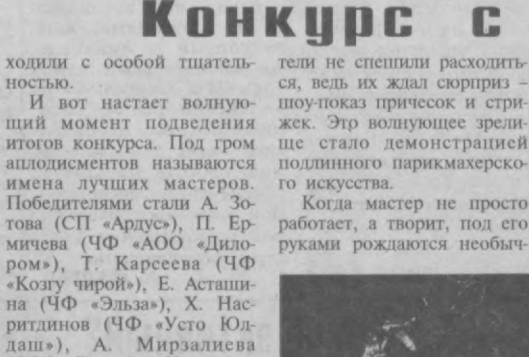 Конкурс с
ходили с особой тщатель-
ностью.
И вот настает волную-
щий момент подведения
итогов конкурса. Под гром
аплодисментов называются
имена лучших мастеров.
Победителями стали А. Зо-
това (СП «Ардус»), П. Ер-
мичева (ЧФ «АОО «Дило-
ром»), Т. Карсеева (ЧФ
«Козгу чирой»), Е. Асташи-
на (ЧФ «Эльза»), Х. Нас-
ритдинов (ЧФ «Усто Юл-
даш»), А. Мирзалиева
тели не спешили расходить-
ся, ведь их ждал сюрприз –
шоу-показ причесок и стри-
жек. Это волнующее зрели-
ще стало демонстрацией
подлинного парикмахерско-
го искусства.
Когда мастер не просто
работает, а творит, под его
руками рождаются необыч-